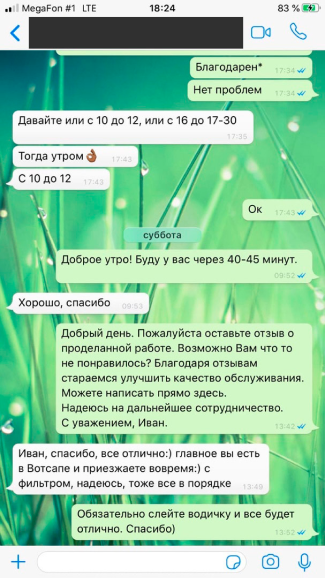 MegaFon #1 LTE 18:24 83 %
Благодарен*
17:34
Нет проблем
17:34
Давайте или с 10 до 12, или с 16 до 17-30
17:35
Тогда утром👌🏾
17:43
С 10 до 12
17:43
Ок
17:43
суббота
Доброе утро! Буду у вас через 40-45 минут.
09:52
Хорошо, спасибо
09:53
Добрый день. Пожалуйста оставьте отзыв о
проделанной работе. Возможно Вам что то
не понравилось? Благодаря отзывам
стараемся улучшить качество обслуживания.
Можете написать прямо здесь.
Надеюсь на дальнейшее сотрудничество.
С уважением, Иван.
13:42
Иван, спасибо, все отлично:) главное вы есть
в Вотсапе и приезжаете вовремя:) с
фильтром, надеюсь, тоже все в порядке
13:49
Обязательно слейте водичку и все будет
отлично. Спасибо)
13:52